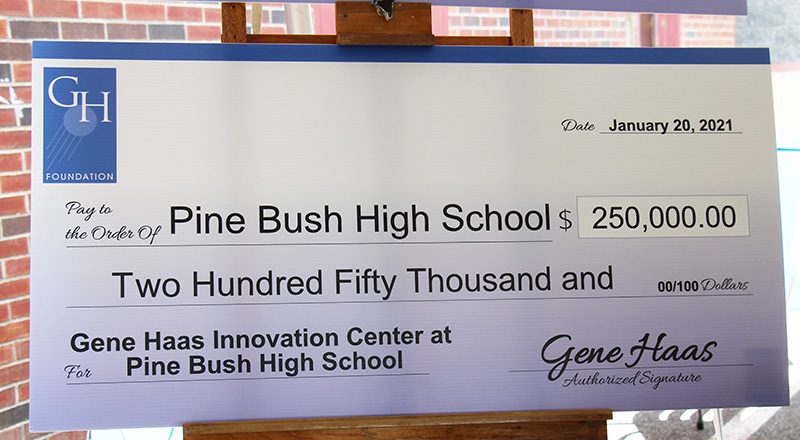 GH
FOUNDATION
Date January 20, 2021
Pay to
the Order Of Pine Bush High School $ 250,000.00
Two Hundred Fifty Thousand and 00/100 Dollars
Gene Haas Innovation Center at
For Pine Bush High School
Gene Haas
Authorized Signature